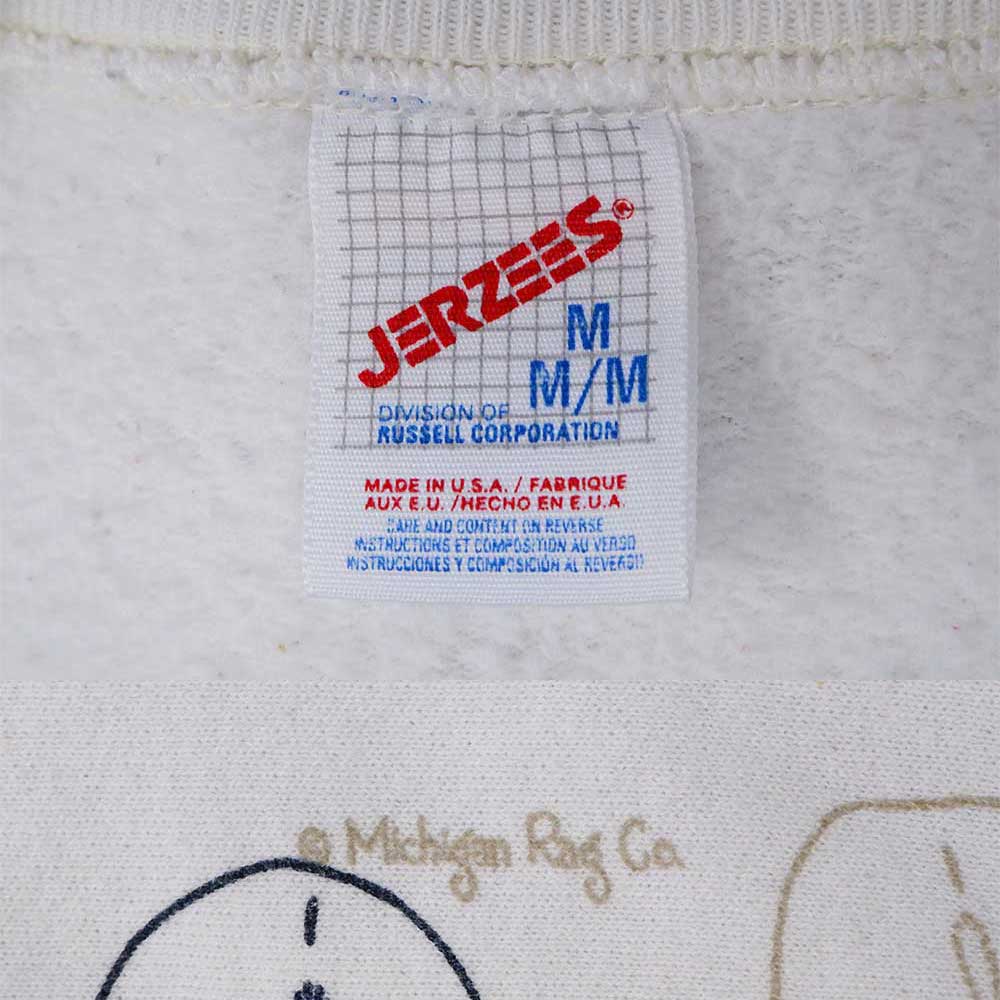 JERZEES®
M
M/M
DIVISION OF
RUSSELL CORPORATION
MADE IN U.S.A. / FABRIQUE
AUX E.U. /HECHO EN E.U.A
CARE AND CONTENT ON REVERSE
INSTRUCTIONS ET COMPOSITION AU VERSO
INSTRUCCIONES Y COMPOSICIÓN AL REVERSO
© Michigan Rag Co.